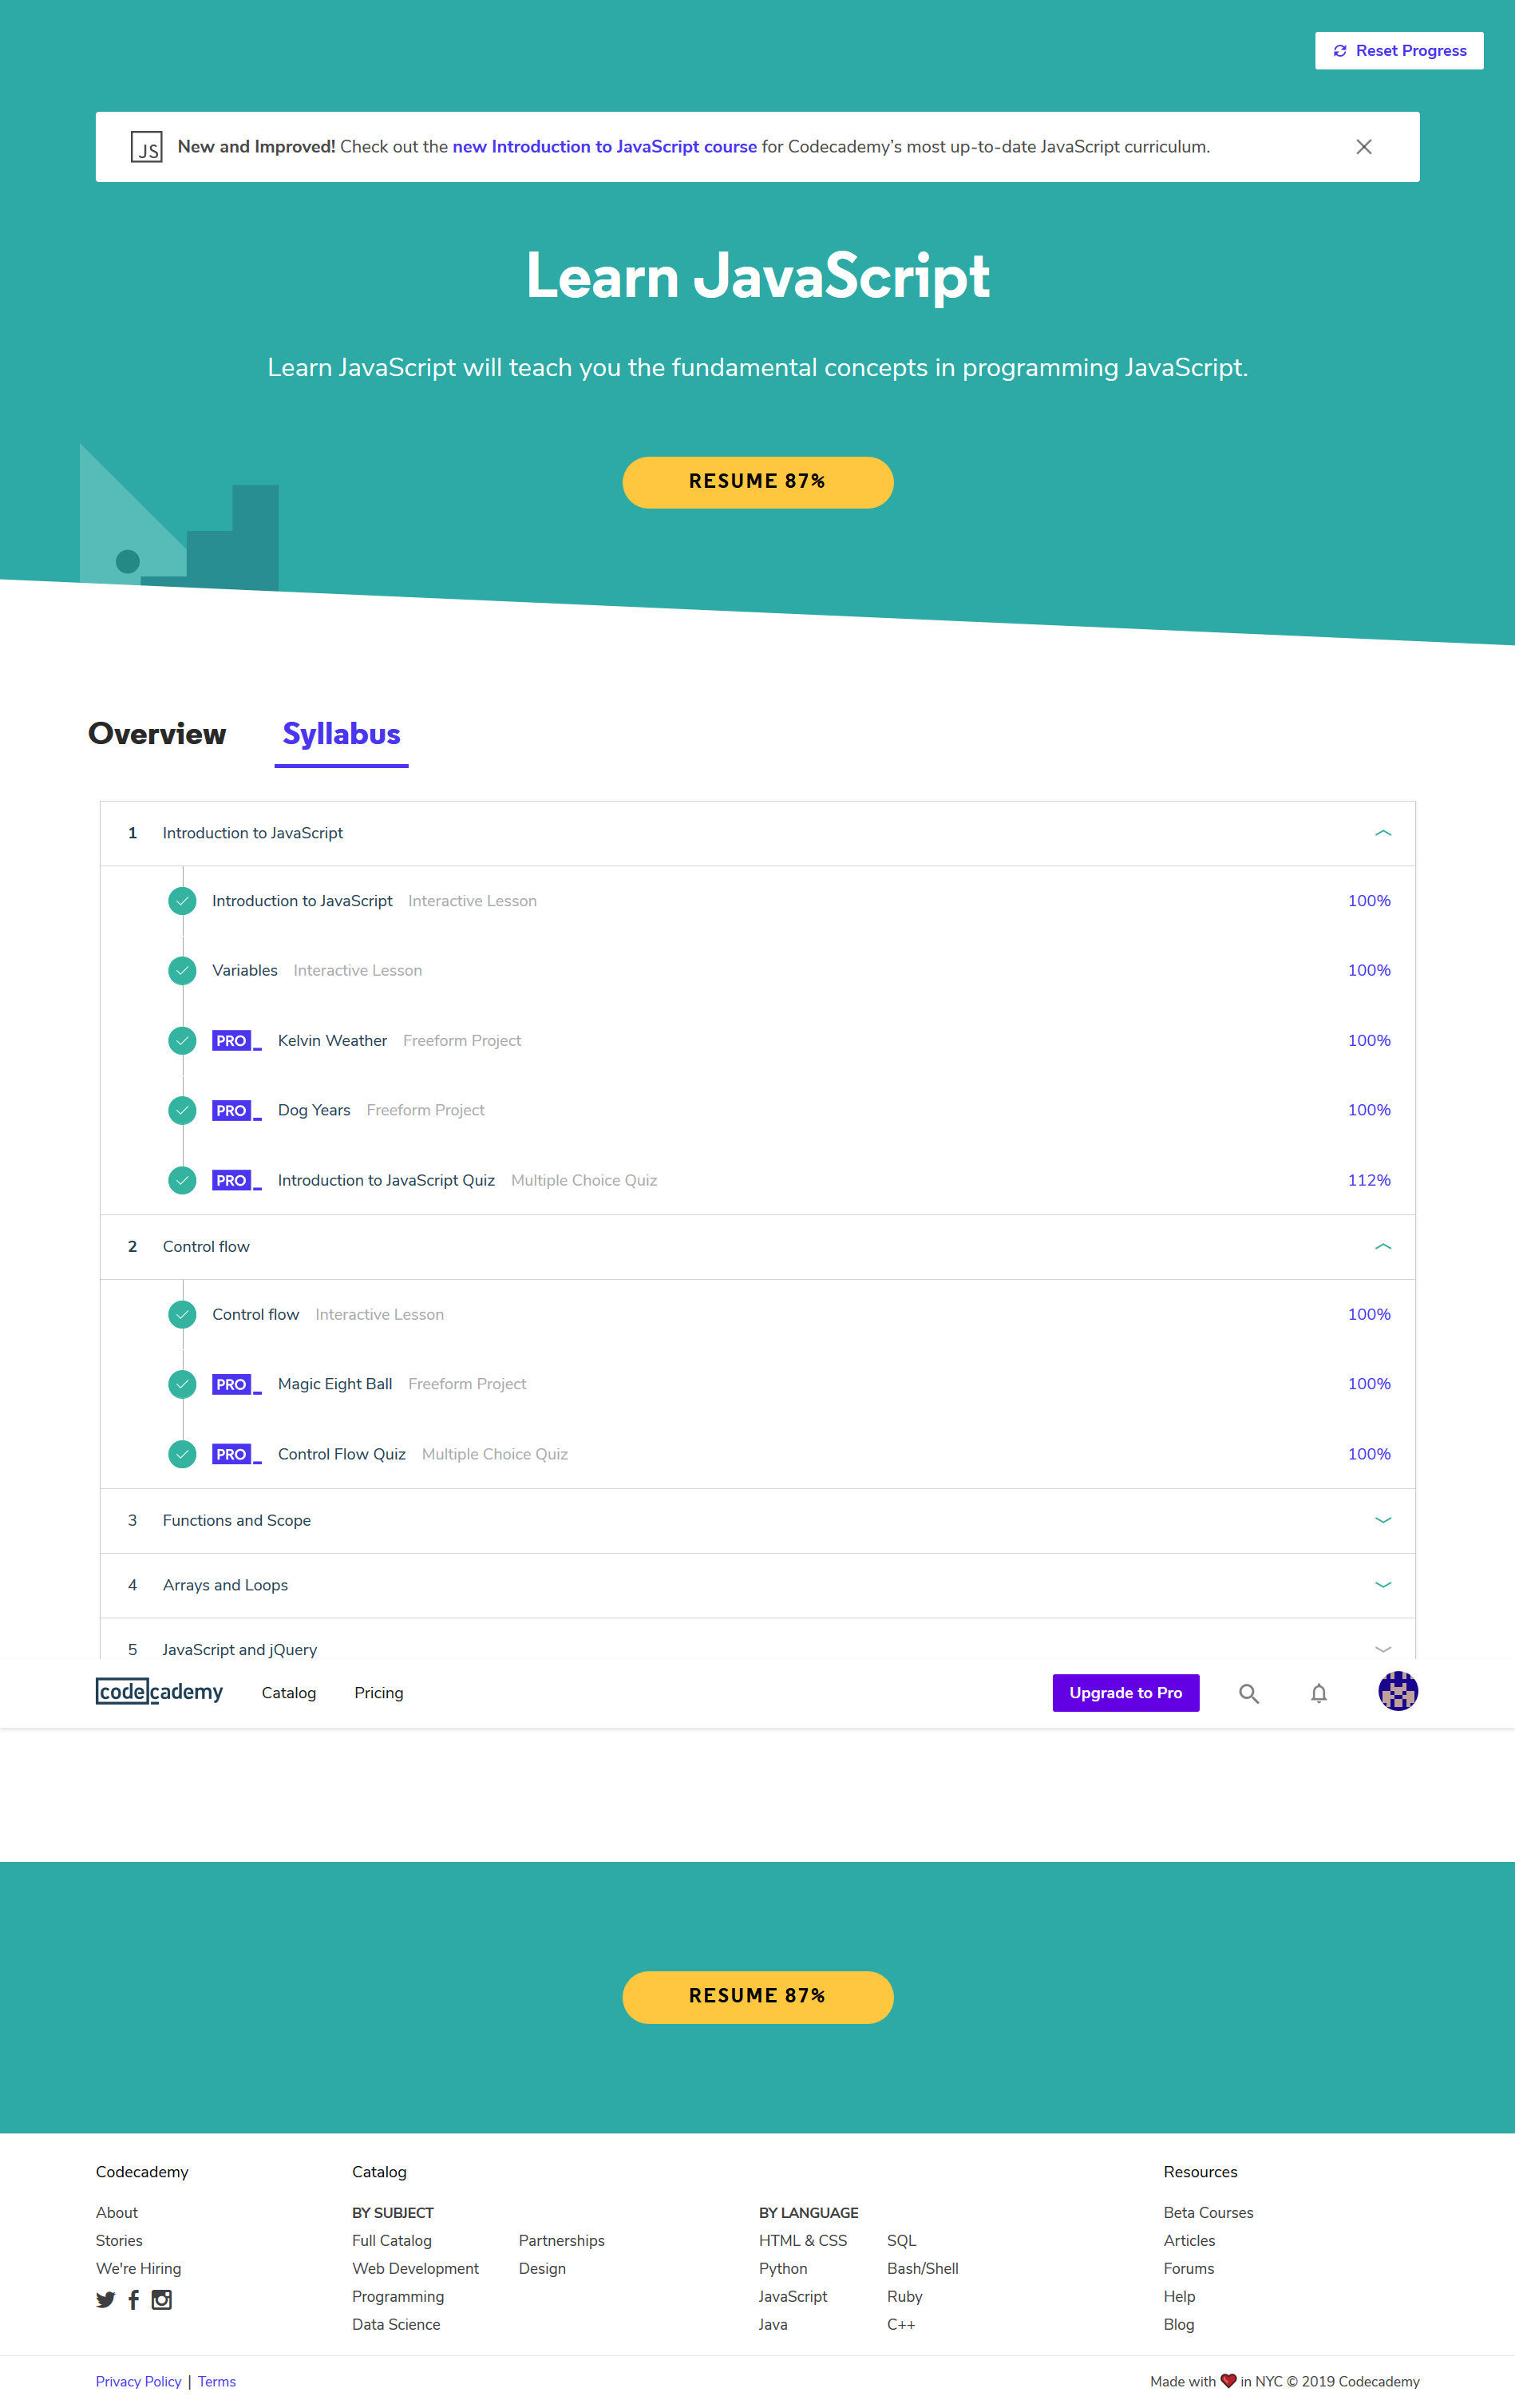 Reset Progress
JS New and Improved! Check out the new Introduction to JavaScript course for Codecademy’s most up-to-date JavaScript curriculum.
Learn JavaScript
Learn JavaScript will teach you the fundamental concepts in programming JavaScript.
RESUME 87%
Overview Syllabus
1 Introduction to JavaScript
Introduction to JavaScript Interactive Lesson 100%
Variables Interactive Lesson 100%
PRO Kelvin Weather Freeform Project 100%
PRO Dog Years Freeform Project 100%
PRO Introduction to JavaScript Quiz Multiple Choice Quiz 112%
2 Control flow
Control flow Interactive Lesson 100%
PRO Magic Eight Ball Freeform Project 100%
PRO Control Flow Quiz Multiple Choice Quiz 100%
3 Functions and Scope
4 Arrays and Loops
5 JavaScript and jQuery
codecademy Catalog Pricing Upgrade to Pro
RESUME 87%
Codecademy Catalog Resources
About BY SUBJECT BY LANGUAGE Beta Courses
Stories Full Catalog Partnerships HTML & CSS SQL Articles
We're Hiring Web Development Design Python Bash/Shell Forums
Programming JavaScript Ruby Help
Data Science Java C++ Blog
Privacy Policy | Terms Made with ❤ in NYC © 2019 Codecademy